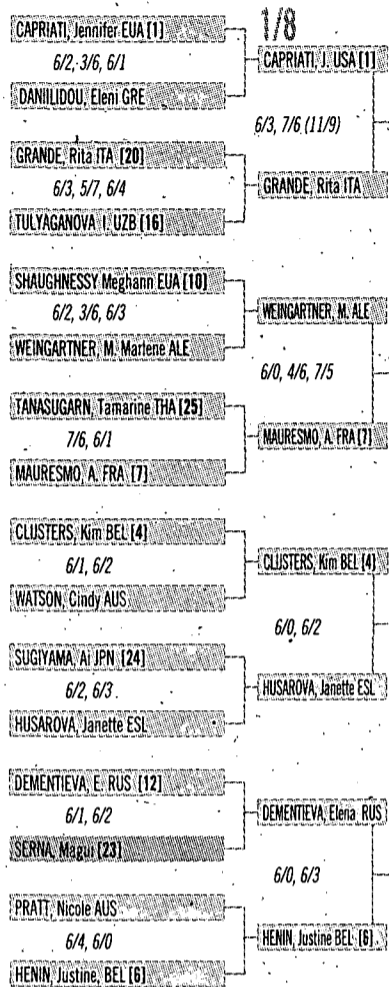 1/8
CAPRIATI, Jennifer EUA [1]
6/2, 3/6, 6/1
DANIILIDOU, Eleni GRE
CAPRIATI, J. USA [1]
6/3, 7/6 (11/9)
GRANDE, Rita ITA [20]
6/3, 5/7, 6/4
TULYAGANOVA I. UZB [16]
GRANDE, Rita ITA
SHAUGHNESSY Meghann EUA [10]
6/2, 3/6, 6/3
WEINGARTNER, M. Martene ALE
WEINGARTNER, M. ALE
6/0, 4/6, 7/5
TANASUGARN, Tamarine THA [25]
7/6, 6/1
MAURESMO, A. FRA [7]
MAURESMO, A. FRA [7]
CLIJSTERS, Kim BEL [4]
6/1, 6/2
WATSON, Cindy AUS
CLIJSTERS, Kim BEL [4]
6/0, 6/2
SUGIYAMA, Ai JPN [24]
6/2, 6/3
HUSAROVA, Janette ESL
HUSAROVA, Janette ESL
DEMENTIEVA, E. RUS [12]
6/1, 6/2
SERNA, Magui [23]
DEMENTIEVA, Elena RUS
6/0, 6/3
PRATT, Nicole AUS
6/4, 6/0
HENIN, Justine, BEL [6]
HENIN, Justine BEL [6]